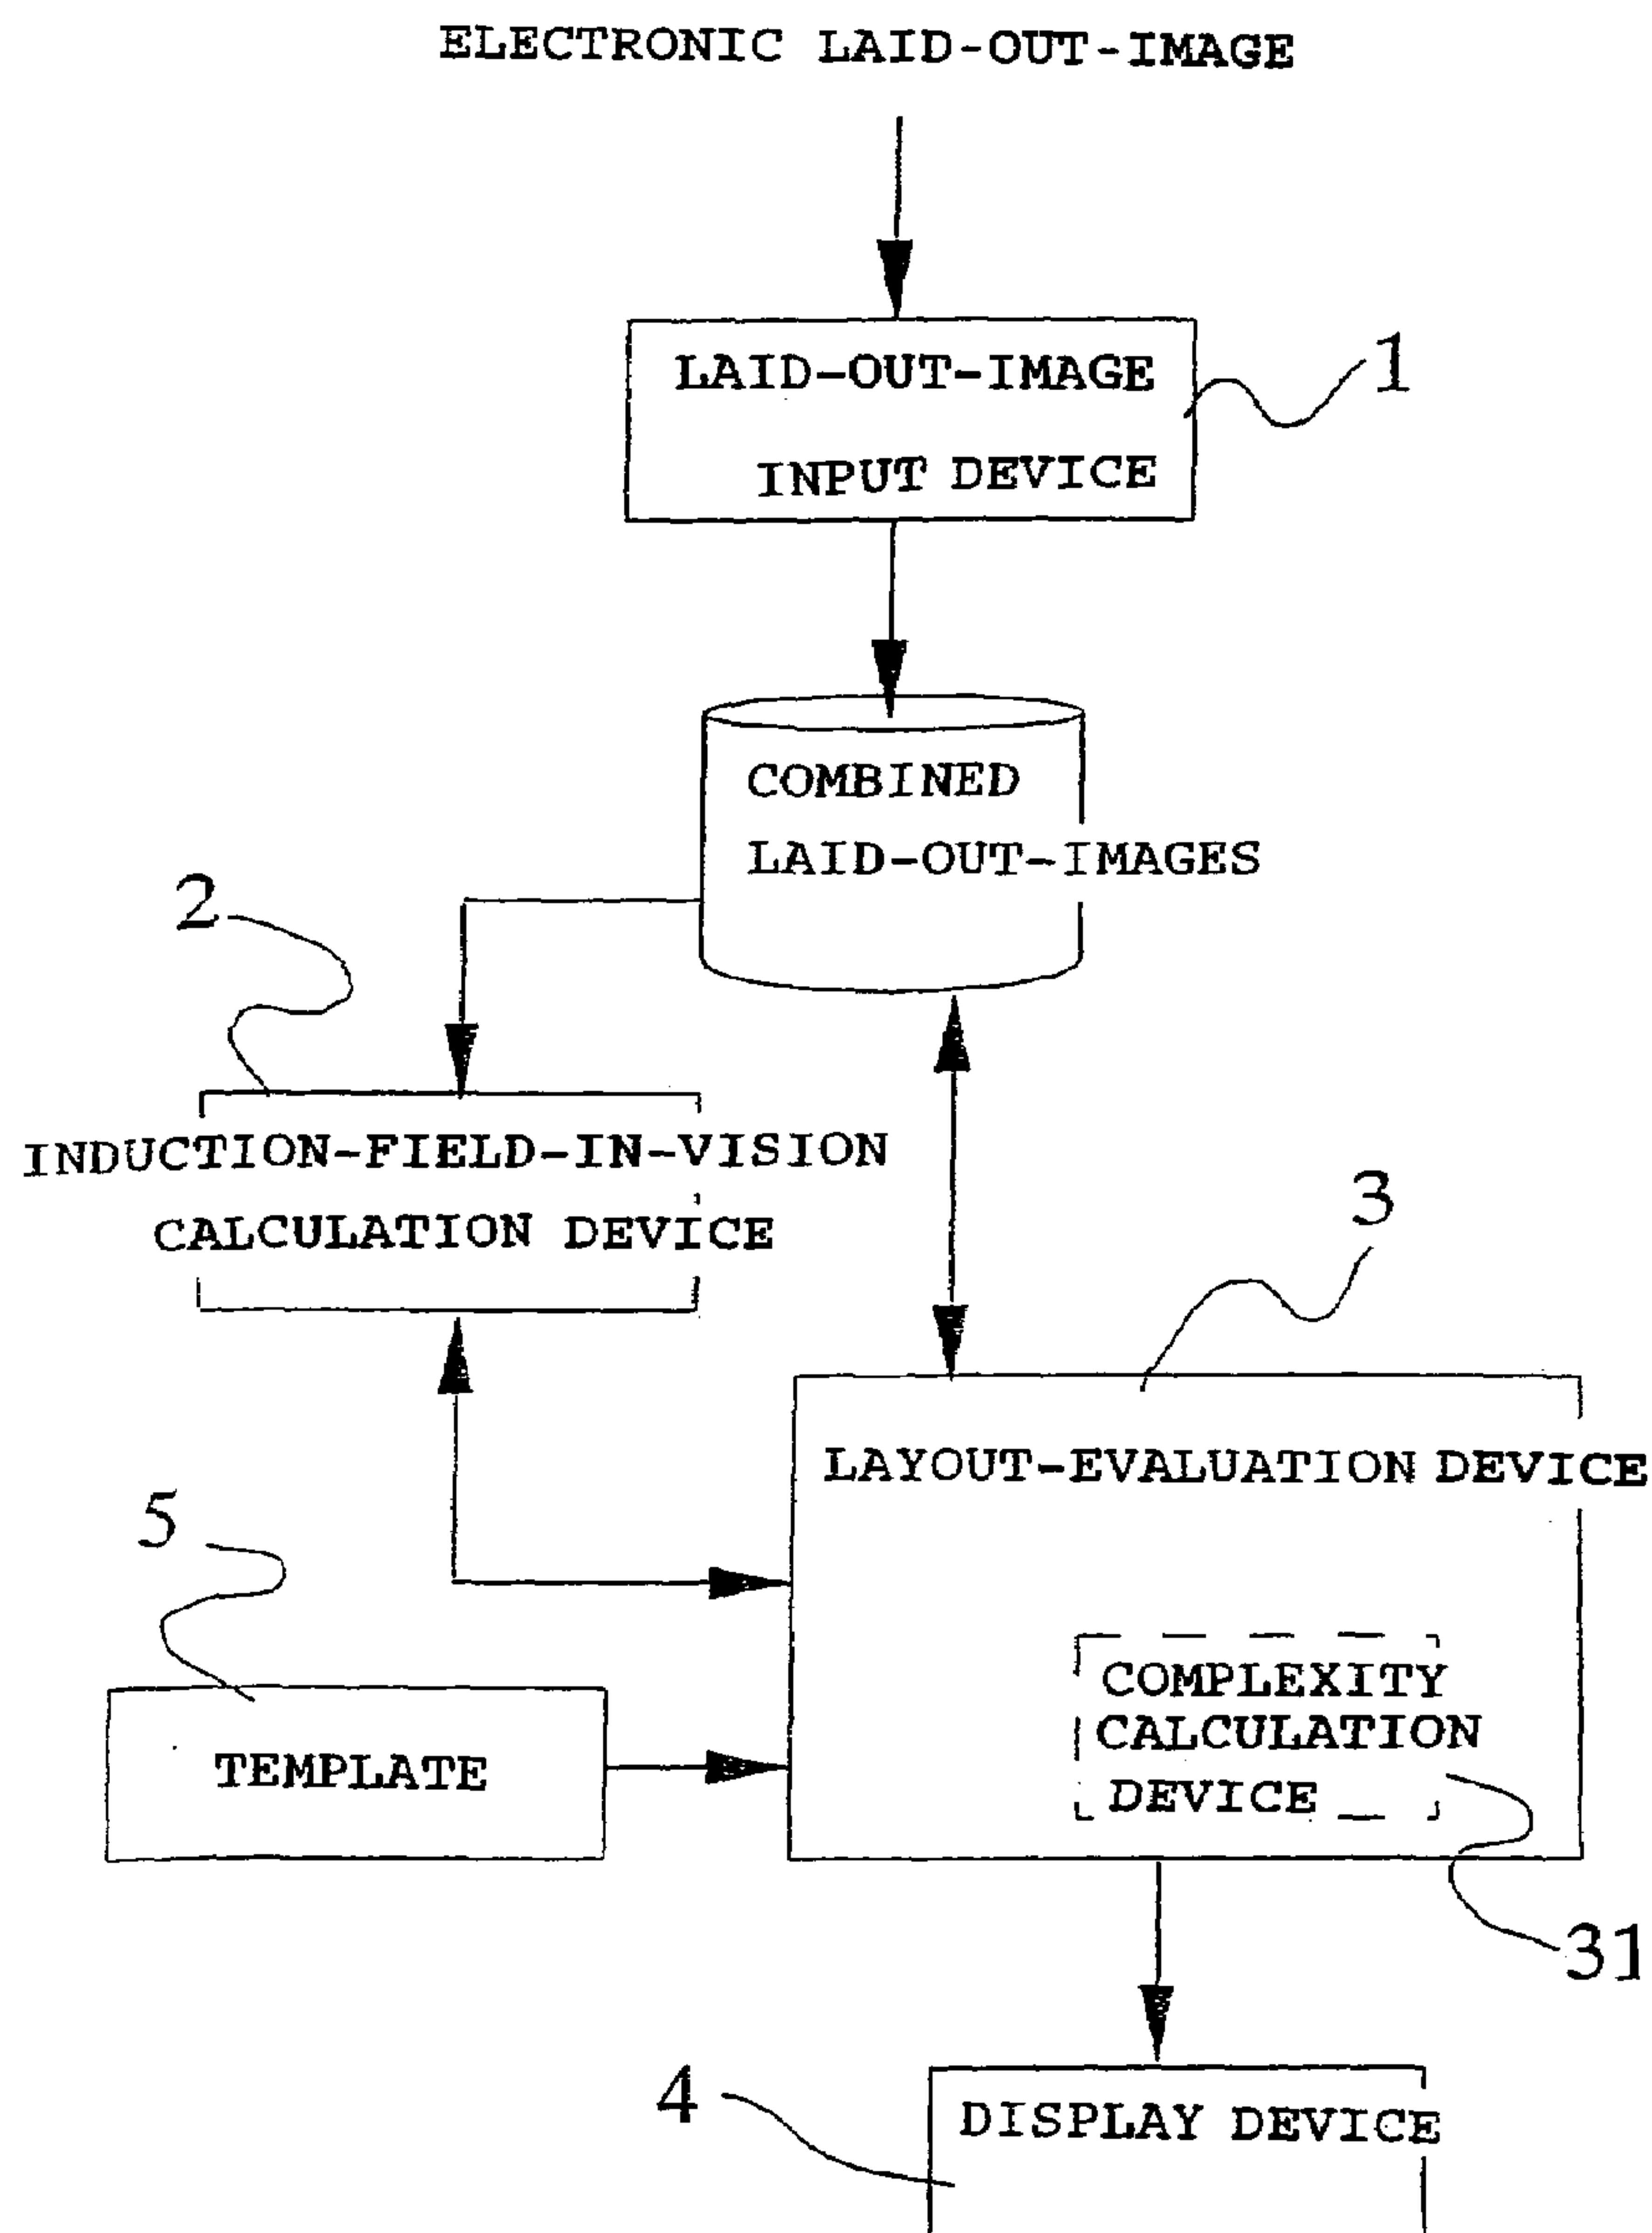 ELECTRONIC LAID-OUT-IMAGE
LAID-OUT-IMAGE
INPUT DEVICE
1
COMBINED
LAID-OUT-IMAGES
2
INDUCTION-FIELD-IN-VISION
CALCULATION DEVICE
3
LAYOUT-EVALUATION DEVICE
5
TEMPLATE
COMPLEXITY
CALCULATION
DEVICE
31
4
DISPLAY DEVICE